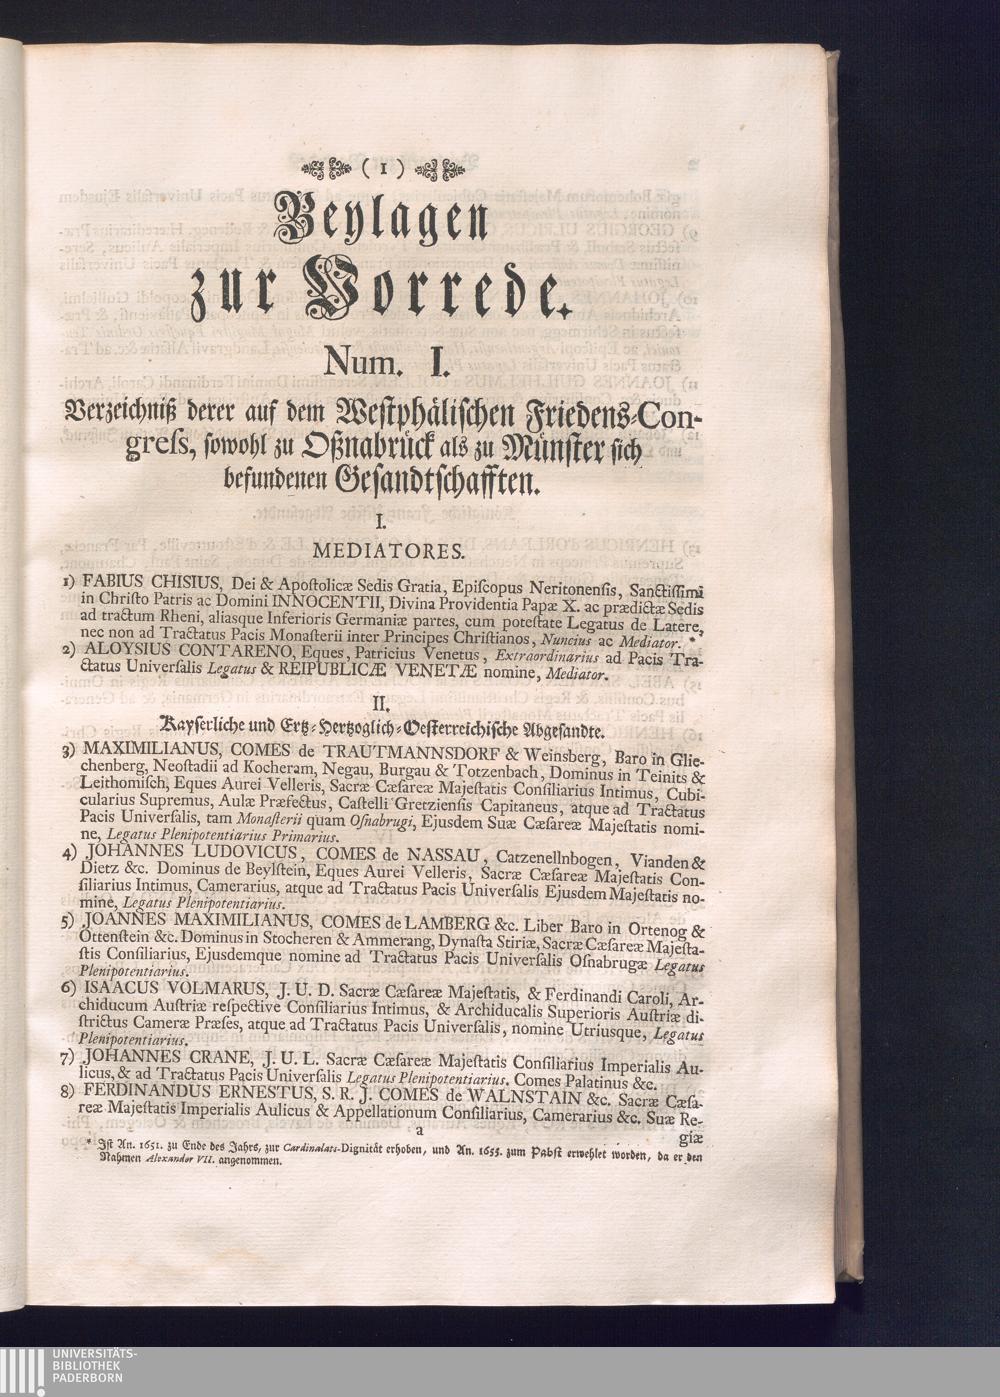 ( 1 )
Beylagen
zur Vorrede.
Num. I.
Verzeichniß derer auf dem Westphälischen Friedens-Con-
greſs, sowohl zu Oßnabrück als zu Münster sich
befundenen Gesandtschafften.
I.
MEDIATORES.
1) FABIUS CHISIUS, Dei & Apoſtolicæ Sedis Gratia, Epiſcopus Neritonenſis, Sanctiſſimi
in Chriſto Patris ac Domini INNOCENTII, Divina Providentia Papæ X. ac prædictæ Sedis
ad tractum Rheni, aliasque Inferioris Germaniæ partes, cum poteſtate Legatus de Latere,
nec non ad Tractatus Pacis Monaſterii inter Principes Chriſtianos, Nuncius ac Mediator. *
2) ALOYSIUS CONTARENO, Eques, Patricius Venetus, Extraordinarius ad Pacis Tra-
ctatus Univerſalis Legatus & REIPUBLICÆ VENETÆ nomine, Mediator.
II.
Kayserliche und Ertz-Hertzoglich-Oesterreichische Abgesandte.
3) MAXIMILIANUS, COMES de TRAUTMANNSDORF & Weinsberg, Baro in Glie-
chenberg, Neoſtadii ad Kocheram, Negau, Burgau & Totzenbach, Dominus in Teinits &
Leithomiſch, Eques Aurei Velleris, Sacræ Cæſareæ Majeſtatis Conſiliarius Intimus, Cubi-
cularius Supremus, Aulæ Præfectus, Caſtelli Gretzienſis Capitaneus, atque ad Tractatus
Pacis Univerſalis, tam Monaſterii quam Oſnabrugi, Ejusdem Suæ Cæſareæ Majeſtatis nomi-
ne, Legatus Plenipotentiarius Primarius.
4) JOHANNES LUDOVICUS, COMES de NASSAU, Catzenellnbogen, Vianden &
Dietz &c. Dominus de Beylſtein, Eques Aurei Velleris, Sacræ Cæſareæ Majeſtatis Con-
ſiliarius Intimus, Camerarius, atque ad Tractatus Pacis Univerſalis Ejusdem Majeſtatis no-
mine, Legatus Plenipotentiarius.
5) JOANNES MAXIMILIANUS, COMES de LAMBERG &c. Liber Baro in Ortenog &
Ottenſtein &c. Dominus in Stocheren & Ammerang, Dynaſta Stiriæ, Sacræ Cæſareæ Majeſta-
ſtis Conſiliarius, Ejusdemque nomine ad Tractatus Pacis Univerſalis Oſnabrugæ Legatus
Plenipotentiarius.
6) ISAACUS VOLMARUS, J. U. D. Sacræ Cæſareæ Majeſtatis, & Ferdinandi Caroli, Ar-
chiducum Auſtriæ reſpective Conſiliarius Intimus, & Archiducalis Superioris Auſtriæ di-
ſtrictus Cameræ Præſes, atque ad Tractatus Pacis Univerſalis, nomine Utriusque, Legatus
Plenipotentiarius.
7) JOHANNES CRANE, J. U. L. Sacræ Cæſareæ Majeſtatis Conſiliarius Imperialis Au-
licus, & ad Tractatus Pacis Univerſalis Legatus Plenipotentiarius. Comes Palatinus &c.
8) FERDINANDUS ERNESTUS, S. R. J. COMES de WALNSTAIN &c. Sacræ Cæſa-
reæ Majeſtatis Imperialis Aulicus & Appellationum Conſiliarius, Camerarius &c. Suæ Re-
a
giæ
* Ist An. 1651. zu Ende des Jahrs, zur Cardinalats-Dignität erhoben, und An. 1655. zum Pabst erwehlet worden, da er den
Nahmen Alexander VII. angenommen.
UNIVERSITÄTS-
BIBLIOTHEK
PADERBORN